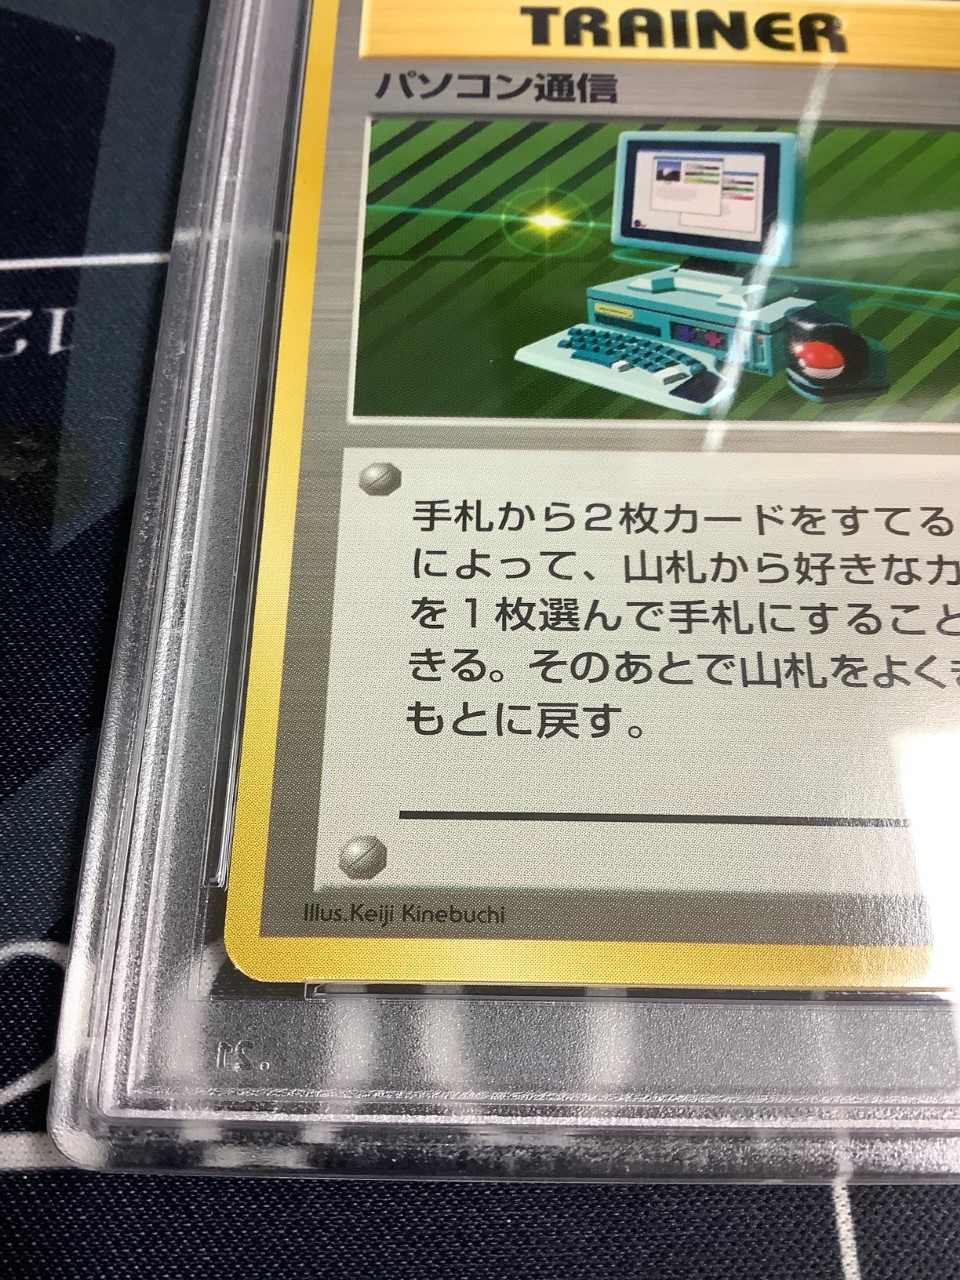 TRAINER
パソコン通信
手札から2枚カードをすてる
によって、山札から好きな
を1枚選んで手札にすること
きる。そのあとで山札をよく
もとに戻す。
Illus.Keiji Kinebuchi